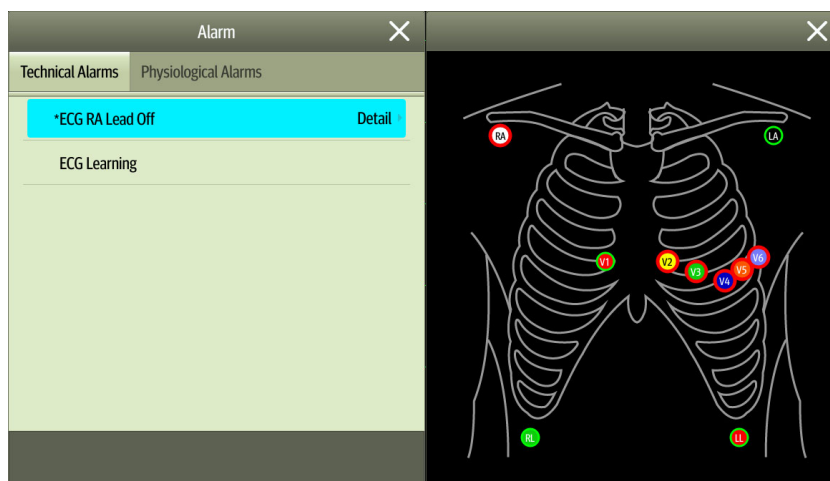 Alarm
Technical Alarms Physiological Alarms
*ECG RA Lead Off Detail
ECG Learning
RA LA
V1 V2 V3 V4 V5 V6
RL LL